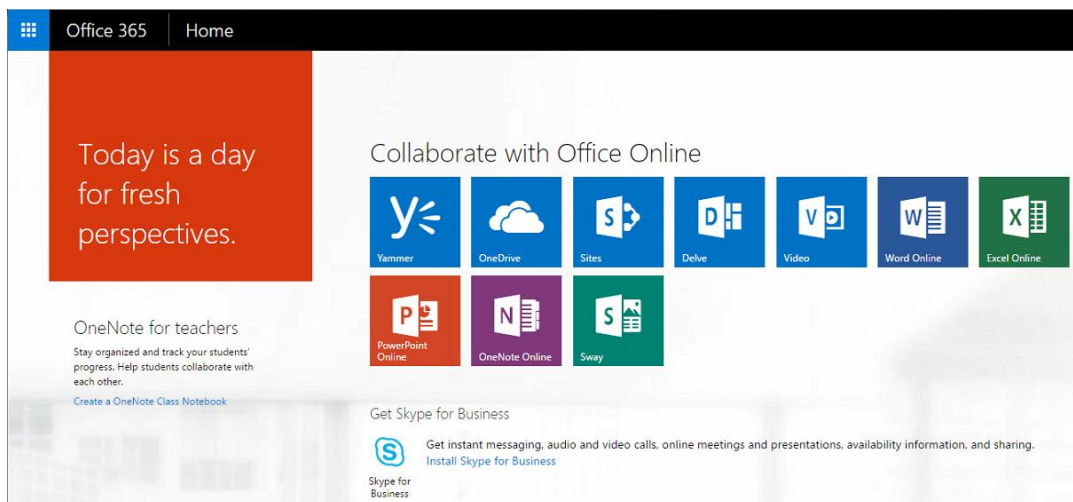 Office 365
Home
Today is a day
for fresh
perspectives.
OneNote for teachers
Stay organized and track your students'
progress. Help students collaborate with
each other.
Create a OneNote Class Notebook
Collaborate with Office Online
Yammer
OneDrive
Sites
Delve
Video
Word Online
Excel Online
PowerPoint
Online
OneNote Online
Sway
Get Skype for Business
Get instant messaging, audio and video calls, online meetings and presentations, availability information, and sharing.
Install Skype for Business
Skype for
Business